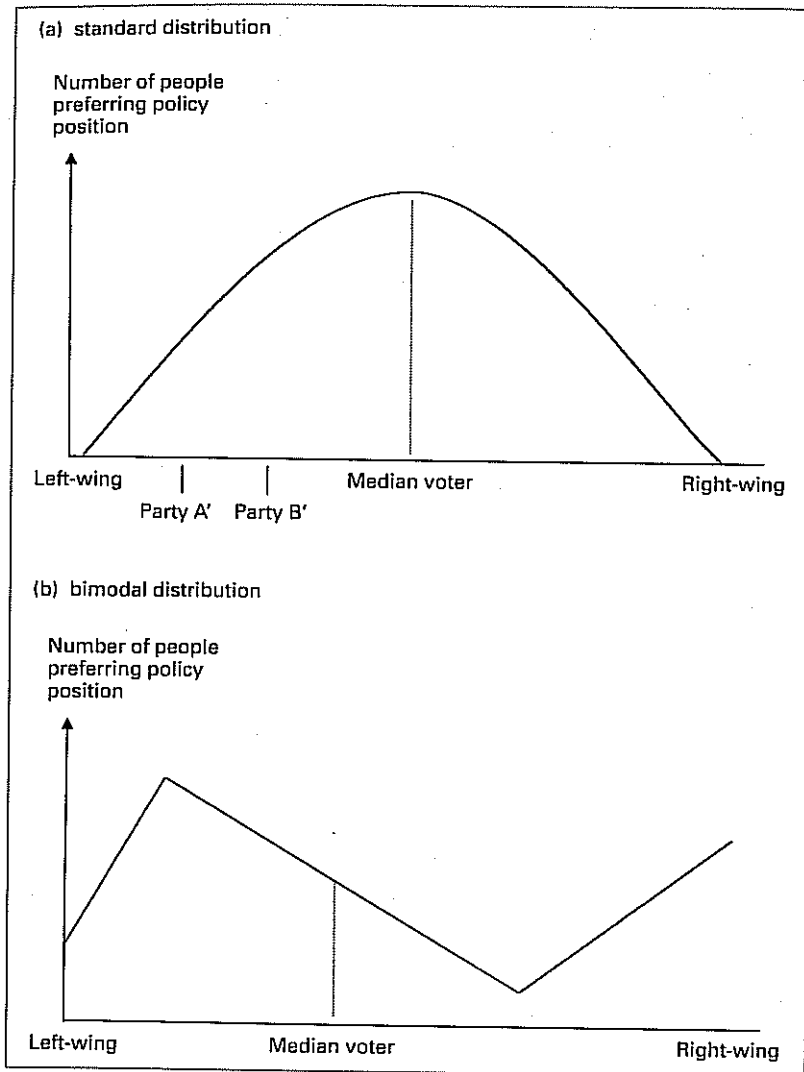 (a) standard distribution
Number of people
preferring policy
position
Left-wing
Median voter
Right-wing
Party A′
Party B′
(b) bimodal distribution
Number of people
preferring policy
position
Left-wing
Median voter
Right-wing